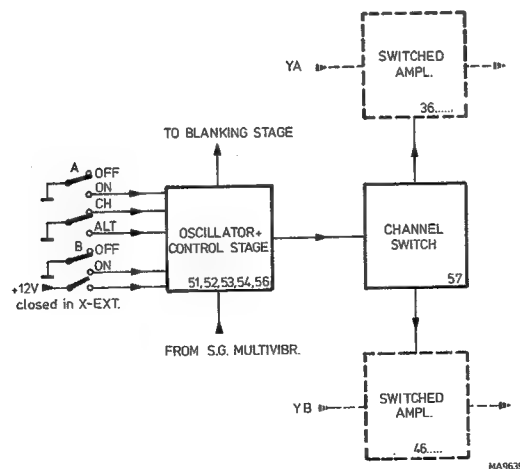 SWITCHED
AMPL.
YA
36......
TO BLANKING STAGE
A
OFF
ON
CH
ALT
B
OFF
ON
+12V
closed in X-EXT.
OSCILLATOR+
CONTROL STAGE
51,52,53,54,56
CHANNEL
SWITCH
57
FROM S.G. MULTIVIBR.
SWITCHED
AMPL.
YB
46.....
MA9639